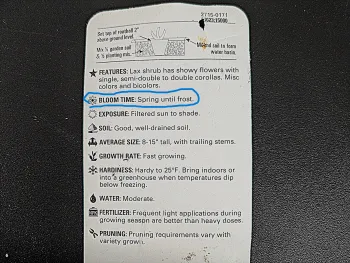 2715-0171
Set top of rootball 2"
above ground level
Mix ⅓ garden soil
& ⅔ planting mix.
Mound soil to form
water basin.
FEATURES: Lax shrub has showy flowers with
single, semi-double to double corollas. Misc
colors and bicolors.
BLOOM TIME: Spring until frost.
EXPOSURE: Filtered sun to shade.
SOIL: Good, well-drained soil.
AVERAGE SIZE: 8-15" tall, with trailing stems.
GROWTH RATE: Fast growing.
HARDINESS: Hardy to 25°F. Bring indoors or
into a greenhouse when temperatures dip
below freezing.
WATER: Moderate.
FERTILIZER: Frequent light applications during
growing season are better than heavy doses.
PRUNING: Pruning requirements vary with
variety grown.